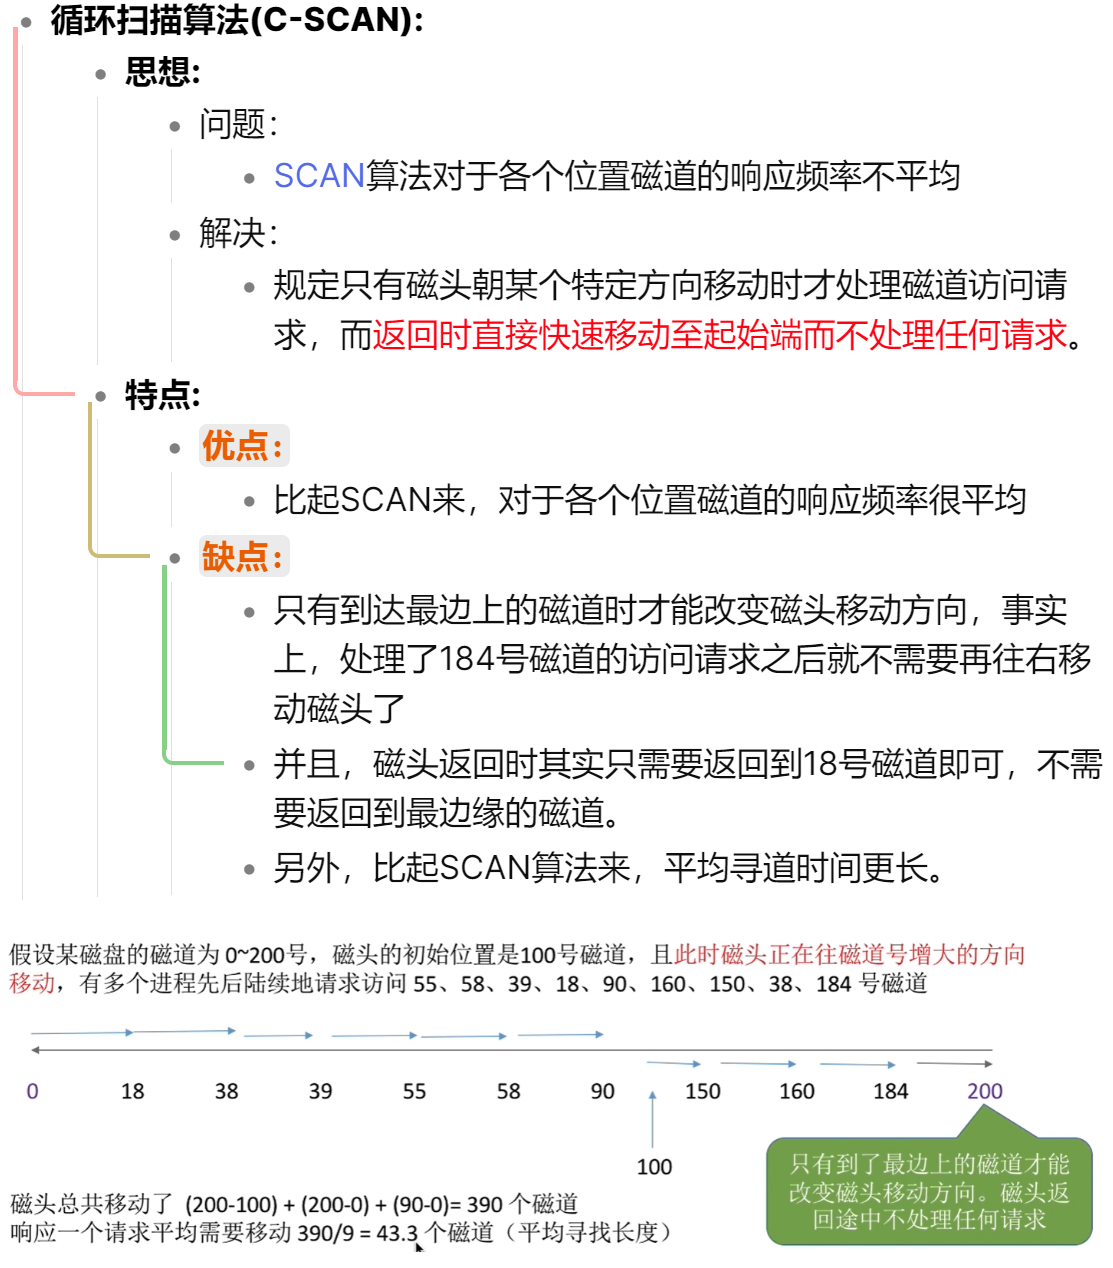 循环扫描算法(C-SCAN):
思想:
问题：
SCAN算法对于各个位置磁道的响应频率不平均
解决：
规定只有磁头朝某个特定方向移动时才处理磁道访问请
求，而返回时直接快速移动至起始端而不处理任何请求。
特点:
优点：
比起SCAN来，对于各个位置磁道的响应频率很平均
缺点：
只有到达最边上的磁道时才能改变磁头移动方向，事实
上，处理了184号磁道的访问请求之后就不需要再往右移
动磁头了
并且，磁头返回时其实只需要返回到18号磁道即可，不需
要返回到最边缘的磁道。
另外，比起SCAN算法来，平均寻道时间更长。
假设某磁盘的磁道为 0~200号，磁头的初始位置是100号磁道，且此时磁头正在往磁道号增大的方向
移动，有多个进程先后陆续地请求访问 55、58、39、18、90、160、150、38、184 号磁道
0 18 38 39 55 58 90 150 160 184 200
100
只有到了最边上的磁道才能
改变磁头移动方向。磁头返
回途中不处理任何请求
磁头总共移动了 (200-100) + (200-0) + (90-0)= 390 个磁道
响应一个请求平均需要移动 390/9 = 43.3 个磁道（平均寻找长度）